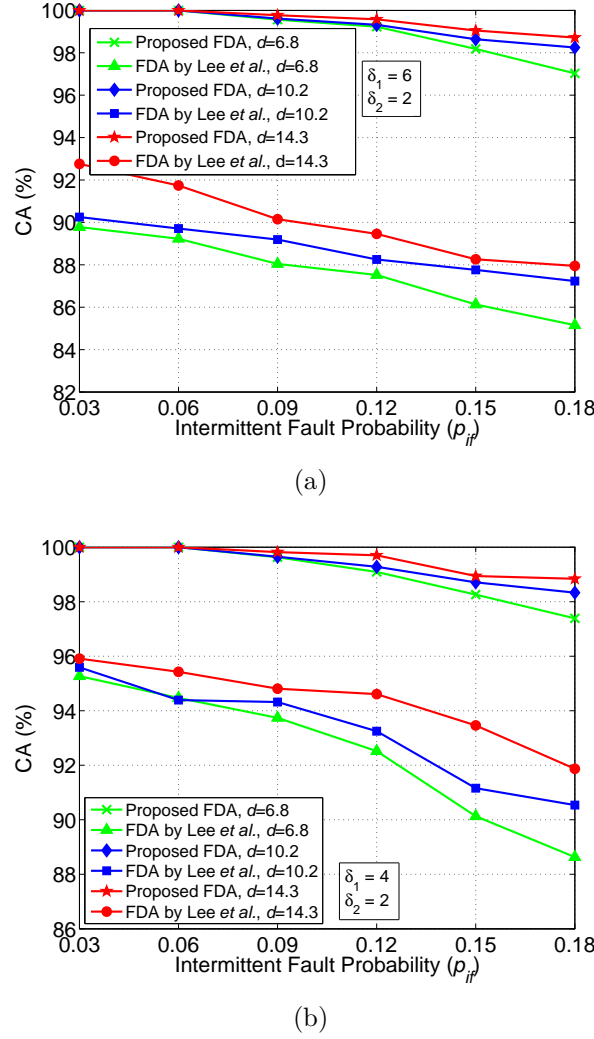 100
98
96
94
92
90
88
86
84
82
CA (%)
Proposed FDA, d=6.8
FDA by Lee et al., d=6.8
Proposed FDA, d=10.2
FDA by Lee et al., d=10.2
Proposed FDA, d=14.3
FDA by Lee et al., d=14.3
δ1 = 6
δ2 = 2
0.03 0.06 0.09 0.12 0.15 0.18
Intermittent Fault Probability (pif)
(a)
100
98
96
94
92
90
88
86
CA (%)
Proposed FDA, d=6.8
FDA by Lee et al., d=6.8
Proposed FDA, d=10.2
FDA by Lee et al., d=10.2
Proposed FDA, d=14.3
FDA by Lee et al., d=14.3
δ1 = 4
δ2 = 2
0.03 0.06 0.09 0.12 0.15 0.18
Intermittent Fault Probability (pif)
(b)